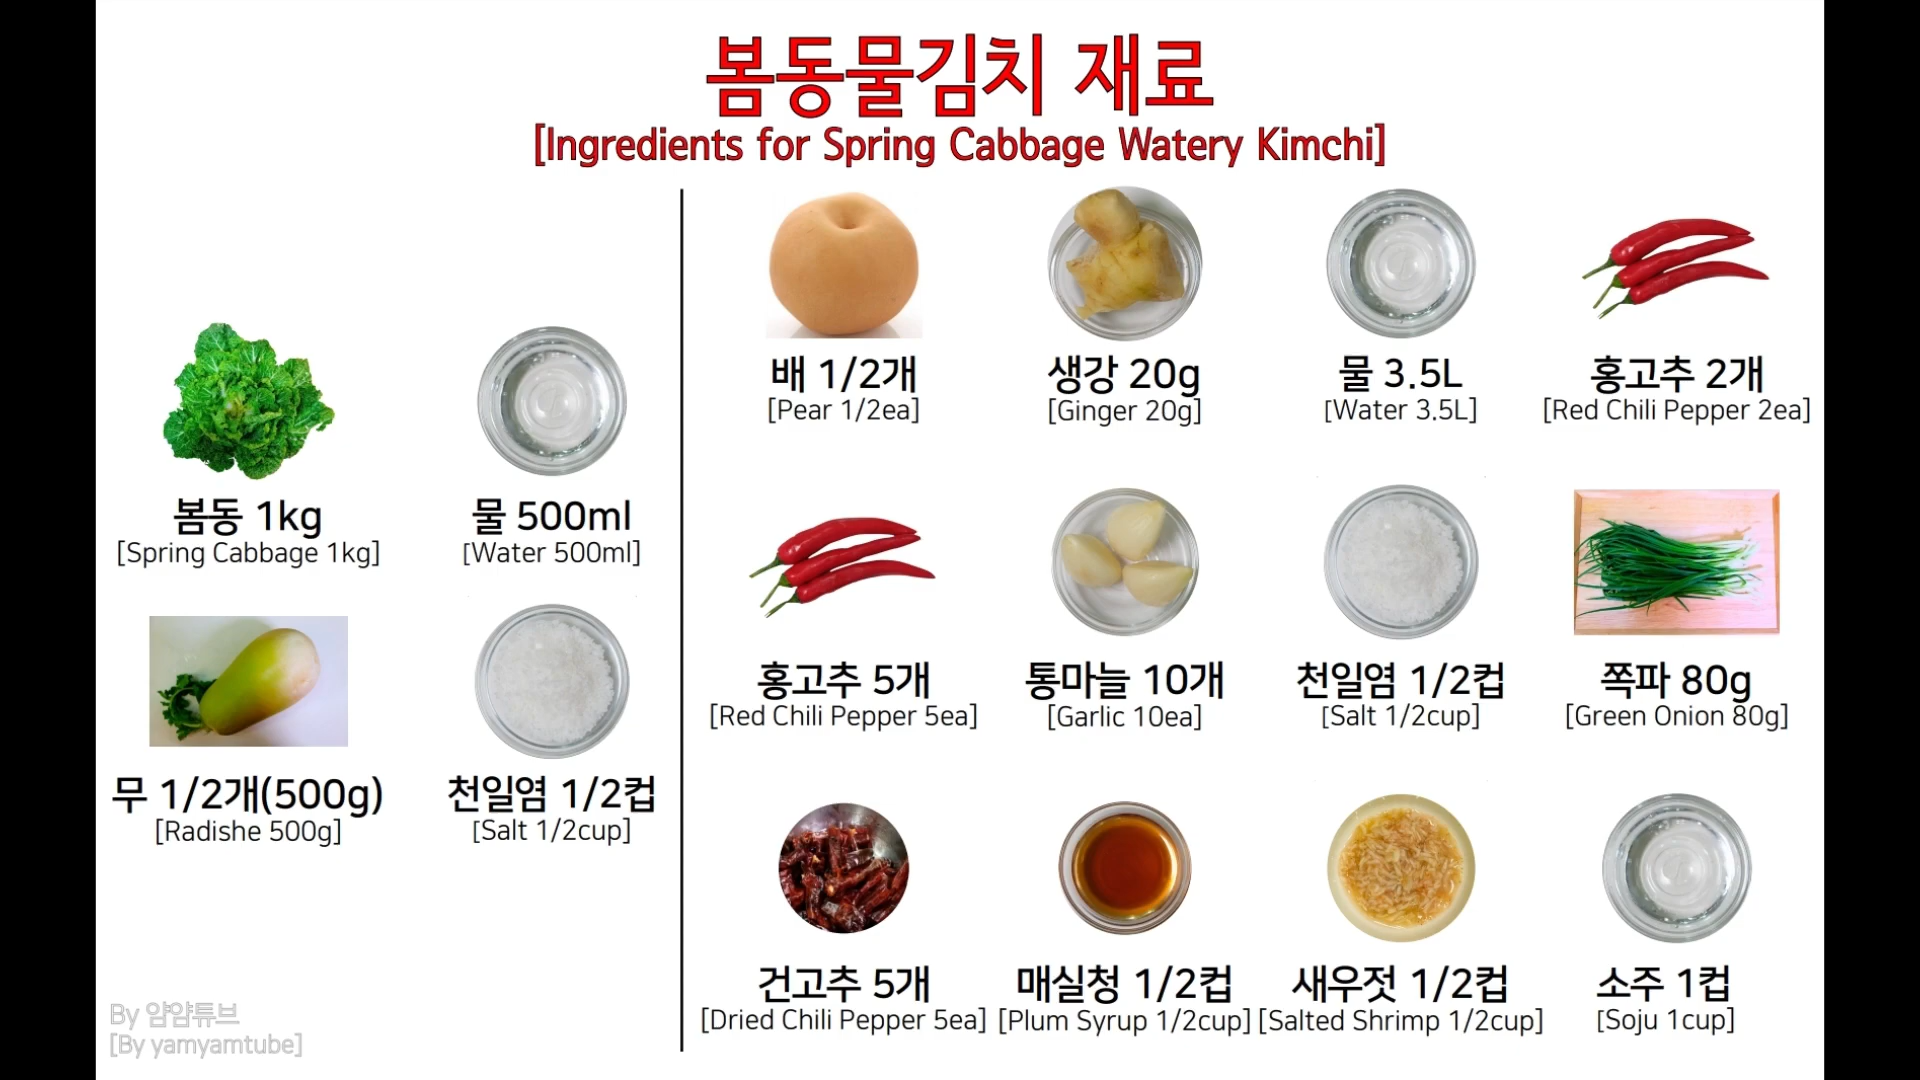 봄동물김치 재료
[Ingredients for Spring Cabbage Watery Kimchi]
봄동 1kg
[Spring Cabbage 1kg]
물 500ml
[Water 500ml]
무 1/2개(500g)
[Radishe 500g]
천일염 1/2컵
[Salt 1/2cup]
배 1/2개
[Pear 1/2ea]
생강 20g
[Ginger 20g]
물 3.5L
[Water 3.5L]
홍고추 2개
[Red Chili Pepper 2ea]
홍고추 5개
[Red Chili Pepper 5ea]
통마늘 10개
[Garlic 10ea]
천일염 1/2컵
[Salt 1/2cup]
쪽파 80g
[Green Onion 80g]
건고추 5개
[Dried Chili Pepper 5ea]
매실청 1/2컵
[Plum Syrup 1/2cup]
새우젓 1/2컵
[Salted Shrimp 1/2cup]
소주 1컵
[Soju 1cup]
By 얌얌튜브
[By yamyamtube]